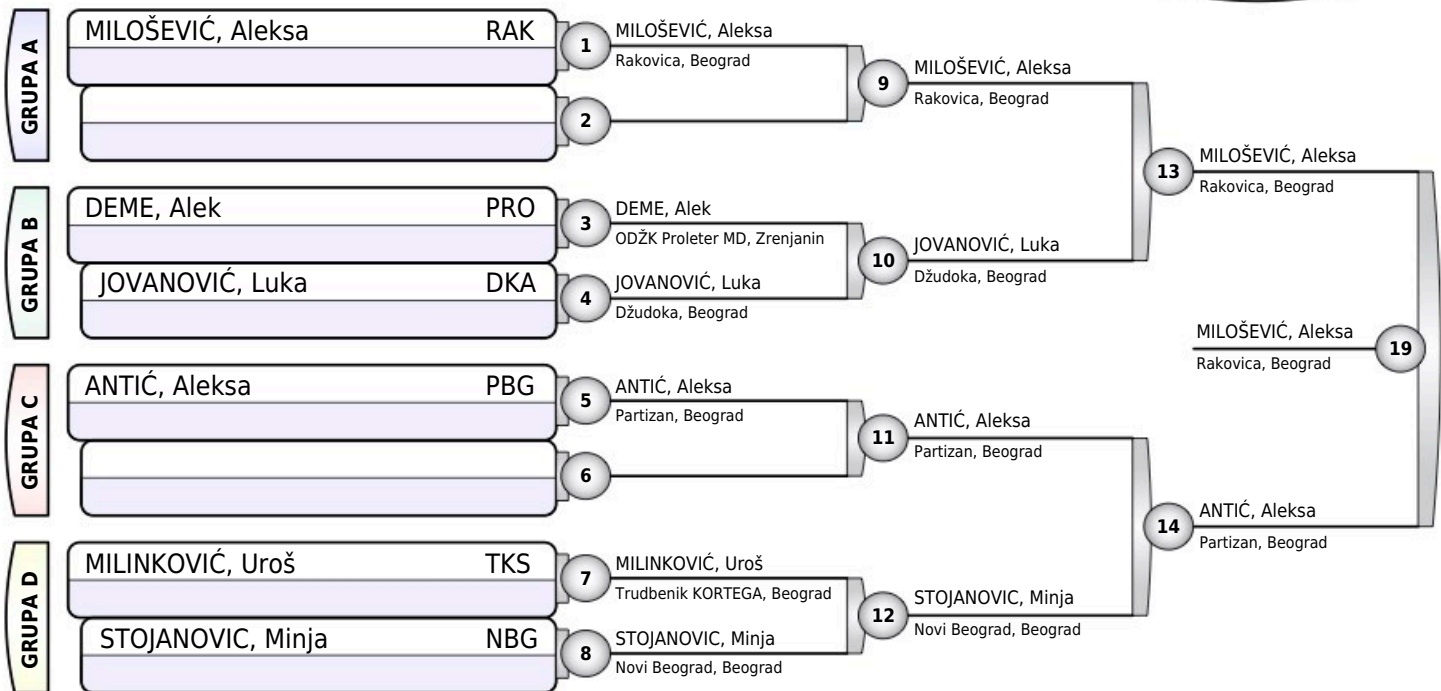 GRUPA A
MILOŠEVIĆ, Aleksa RAK
1
MILOŠEVIĆ, Aleksa
Rakovica, Beograd
2
9
MILOŠEVIĆ, Aleksa
Rakovica, Beograd
GRUPA B
DEME, Alek PRO
3
DEME, Alek
ODŽK Proleter MD, Zrenjanin
JOVANOVIĆ, Luka DKA
4
JOVANOVIĆ, Luka
Džudoka, Beograd
10
JOVANOVIĆ, Luka
Džudoka, Beograd
13
MILOŠEVIĆ, Aleksa
Rakovica, Beograd
GRUPA C
ANTIĆ, Aleksa PBG
5
ANTIĆ, Aleksa
Partizan, Beograd
6
11
ANTIĆ, Aleksa
Partizan, Beograd
GRUPA D
MILINKOVIĆ, Uroš TKS
7
MILINKOVIĆ, Uroš
Trudbenik KORTEGA, Beograd
STOJANOVIC, Minja NBG
8
STOJANOVIC, Minja
Novi Beograd, Beograd
12
STOJANOVIC, Minja
Novi Beograd, Beograd
14
ANTIĆ, Aleksa
Partizan, Beograd
MILOŠEVIĆ, Aleksa
Rakovica, Beograd
19